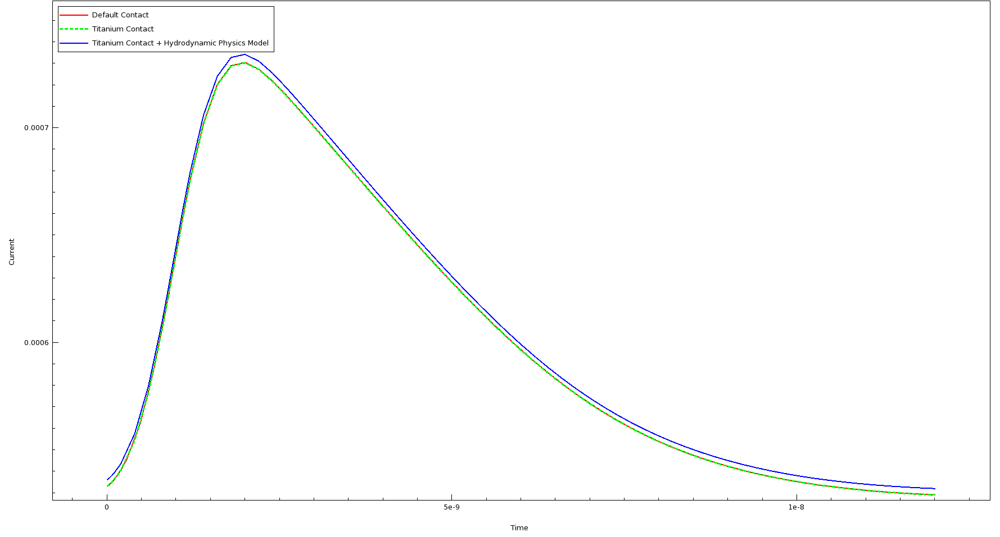 Default Contact
Titanium Contact
Titanium Contact + Hydrodynamic Physics Model
0.0007
0.0006
Current
0
5e-9
1e-8
Time